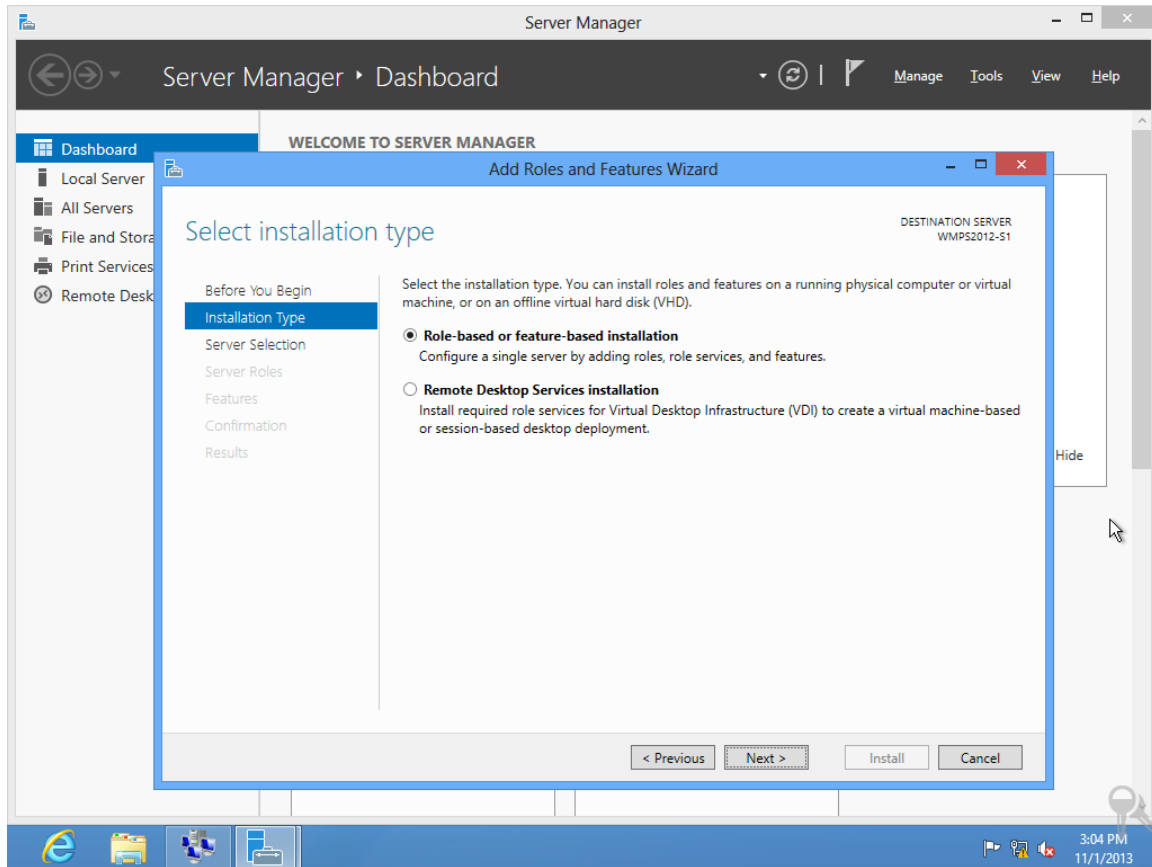 Server Manager
Server Manager • Dashboard
Manage Tools View Help
Dashboard
Local Server
All Servers
File and Stora
Print Services
Remote Desk
WELCOME TO SERVER MANAGER
Add Roles and Features Wizard
Select installation type
DESTINATION SERVER
WMPS2012-S1
Before You Begin
Installation Type
Server Selection
Server Roles
Features
Confirmation
Results
Select the installation type. You can install roles and features on a running physical computer or virtual
machine, or on an offline virtual hard disk (VHD).
Role-based or feature-based installation
Configure a single server by adding roles, role services, and features.
Remote Desktop Services installation
Install required role services for Virtual Desktop Infrastructure (VDI) to create a virtual machine-based
or session-based desktop deployment.
Hide
< Previous Next > Install Cancel
3:04 PM
11/1/2013